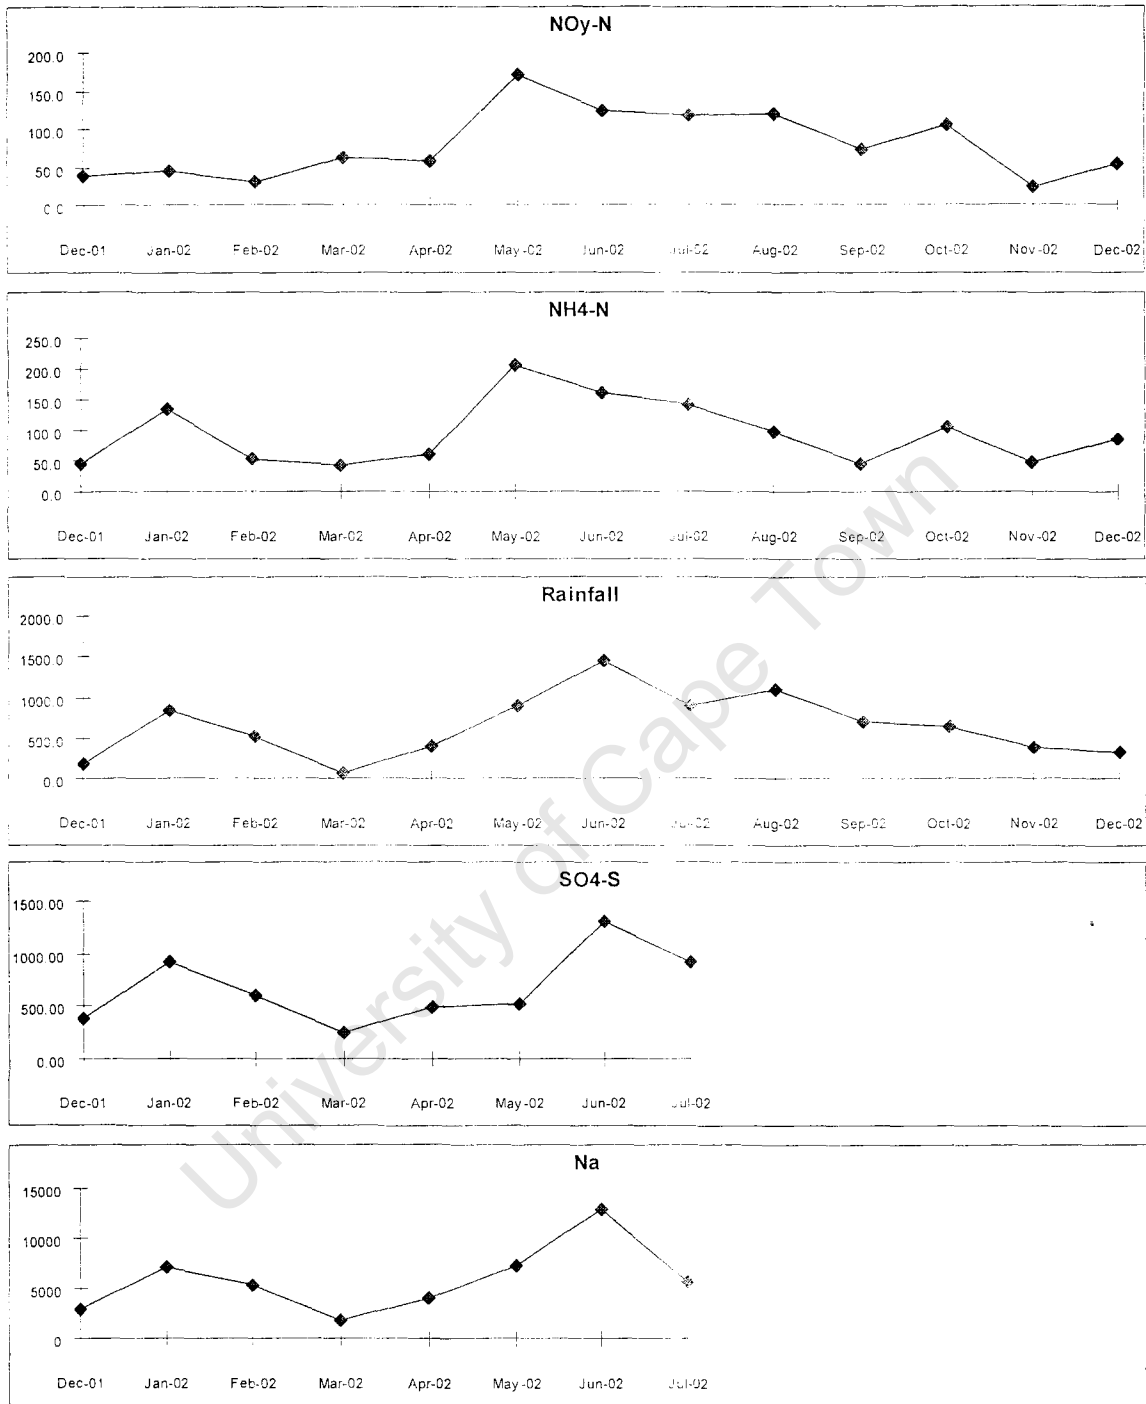 NOy-N
200.0
150.0
100.0
50.0
0.0
Dec-01 Jan-02 Feb-02 Mar-02 Apr-02 May-02 Jun-02 Jul-02 Aug-02 Sep-02 Oct-02 Nov-02 Dec-02
NH4-N
250.0
200.0
150.0
100.0
50.0
0.0
Dec-01 Jan-02 Feb-02 Mar-02 Apr-02 May-02 Jun-02 Jul-02 Aug-02 Sep-02 Oct-02 Nov-02 Dec-02
Rainfall
2000.0
1500.0
1000.0
500.0
0.0
Dec-01 Jan-02 Feb-02 Mar-02 Apr-02 May-02 Jun-02 Jul-02 Aug-02 Sep-02 Oct-02 Nov-02 Dec-02
SO4-S
1500.00
1000.00
500.00
0.00
Dec-01 Jan-02 Feb-02 Mar-02 Apr-02 May-02 Jun-02 Jul-02
Na
15000
10000
5000
0
Dec-01 Jan-02 Feb-02 Mar-02 Apr-02 May-02 Jun-02 Jul-02
University of Cape Town